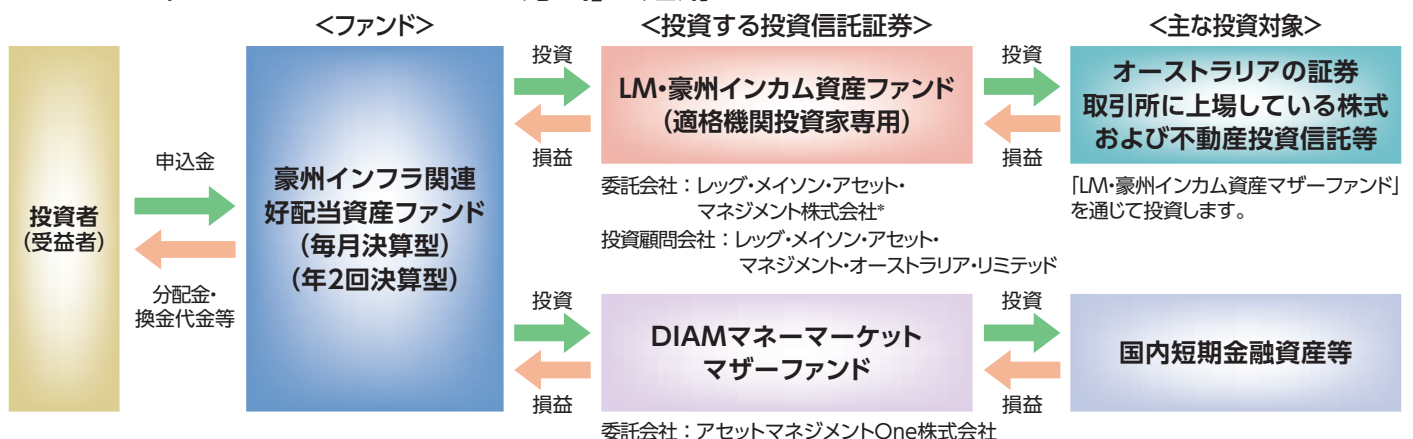 <ファンド>
<投資する投資信託証券>
<主な投資対象>
投資者
(受益者)
申込金
分配金・
換金代金等
豪州インフラ関連
好配当資産ファンド
(毎月決算型)
(年2回決算型)
投資
損益
LM・豪州インカム資産ファンド
(適格機関投資家専用)
委託会社：レッグ・メイソン・アセット・
マネジメント株式会社*
投資顧問会社：レッグ・メイソン・アセット・
マネジメント・オーストラリア・リミテッド
投資
損益
オーストラリアの証券
取引所に上場している株式
および不動産投資信託等
「LM・豪州インカム資産マザーファンド」
を通じて投資します。
投資
損益
DIAMマネーマーケット
マザーファンド
委託会社：アセットマネジメントOne株式会社
投資
損益
国内短期金融資産等